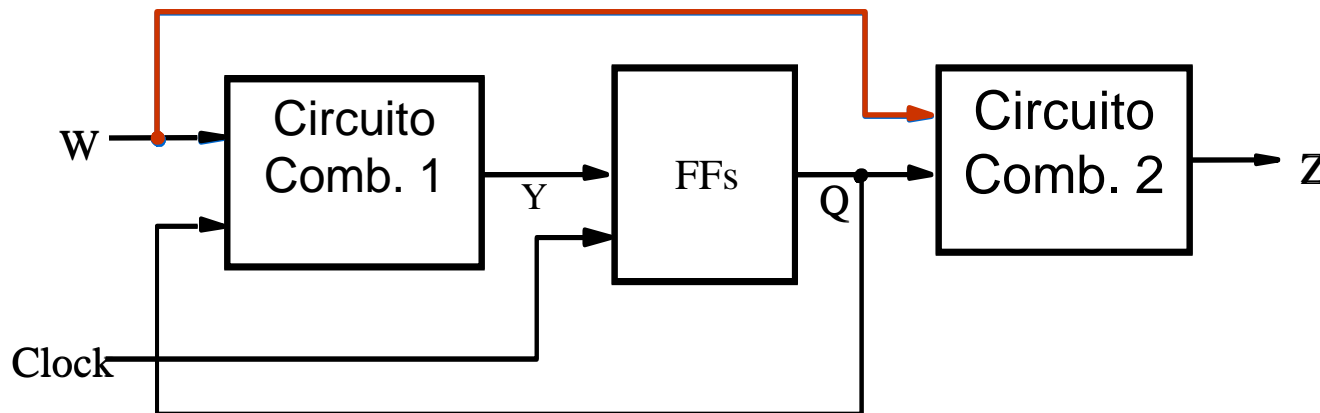 Circuito
Comb. 1
FFs
Circuito
Comb. 2
W
Y
Q
Z
Clock